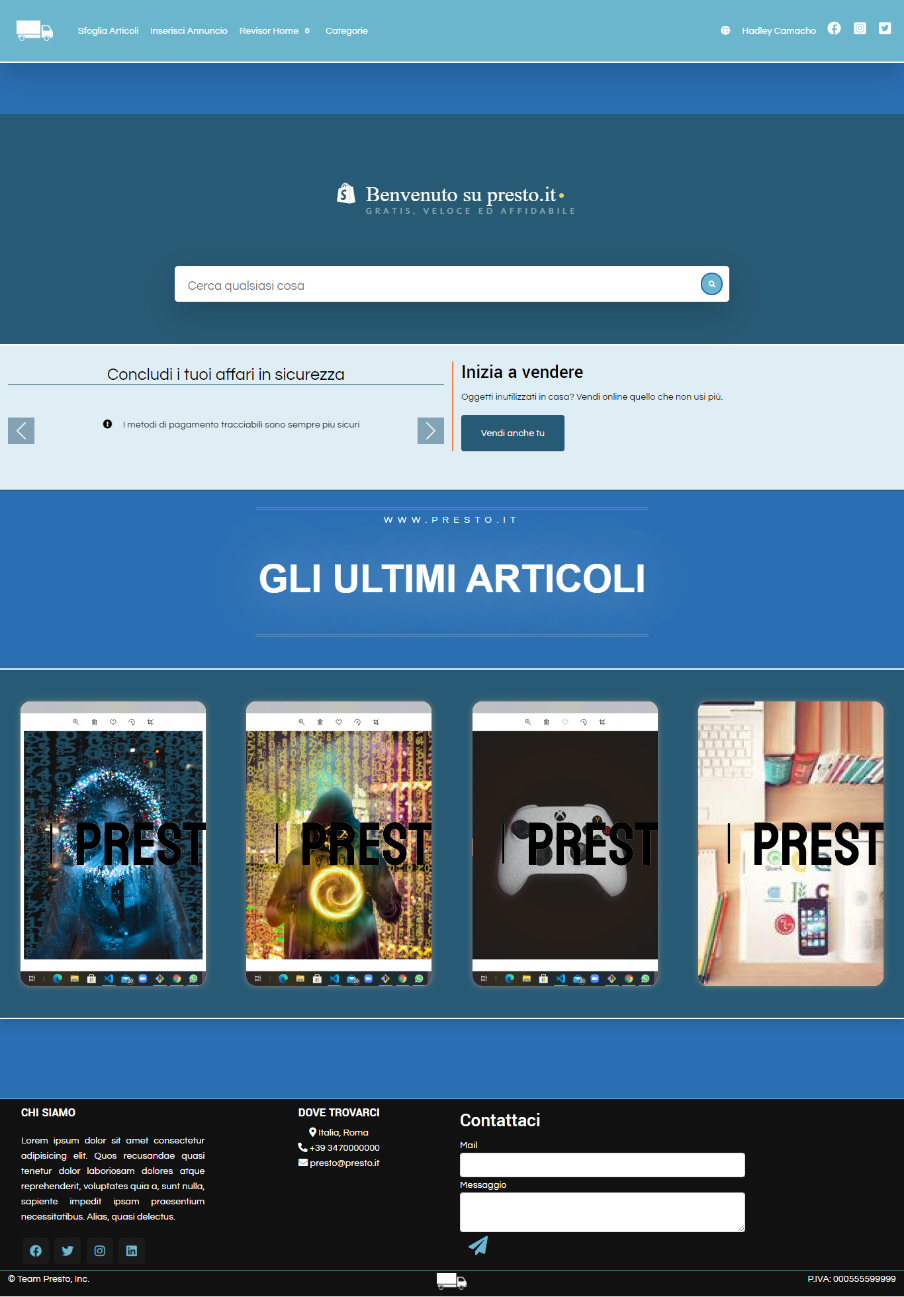 Sfoglia Articoli Inserisci Annuncio Revisor Home 0 Categorie Hadley Camacho
Benvenuto su presto.it
GRATIS, VELOCE ED AFFIDABILE
Cerca qualsiasi cosa
Concludi i tuoi affari in sicurezza
I metodi di pagamento tracciabili sono sempre piu sicuri
Inizia a vendere
Oggetti inutilizzati in casa? Vendi online quello che non usi più.
Vendi anche tu
WWW.PRESTO.IT
GLI ULTIMI ARTICOLI
PREST
PREST
PREST
PREST
CHI SIAMO
Lorem ipsum dolor sit amet consectetur
adipisicing elit. Quos recusandae quasi
tenetur dolor laboriosam dolores atque
reprehenderit, voluptates quia a, sunt nulla,
sapiente impedit ipsam praesentium
necessitatibus. Alias, quasi delectus.
DOVE TROVARCI
Italia, Roma
+39 3470000000
presto@presto.it
Contattaci
Mail
Messaggio
© Team Presto, Inc.
P.IVA: 000555599999